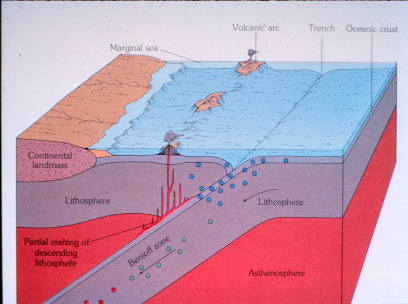 Volcanic arc
Trench
Oceanic crust
Marginal sea
Continental
landmass
Lithosphere
Lithosphere
Partial melting of
descending
lithosphere
Benioff zone
Asthenosphere